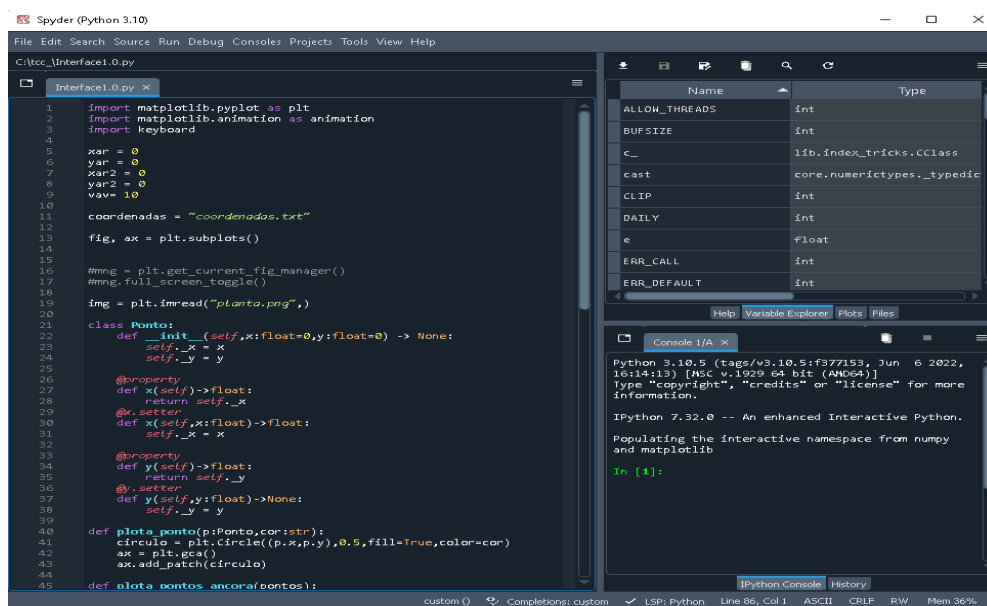 Spyder (Python 3.10)
File Edit Search Source Run Debug Consoles Projects Tools View Help
C:\tcc_\Interface1.0.py
Interface1.0.py
1 import matplotlib.pyplot as plt
2 import matplotlib.animation as animation
3 import keyboard
4
5 xar = 0
6 yar = 0
7 xar2 = 0
8 yar2 = 0
9 vav= 10
10
11 coordenadas = "coordenadas.txt"
12
13 fig, ax = plt.subplots()
14
15
16 #mng = plt.get_current_fig_manager()
17 #mng.full_screen_toggle()
18
19 img = plt.imread("planta.png",)
20
21 class Ponto:
22     def __init__(self,x:float=0,y:float=0) -> None:
23         self._x = x
24         self._y = y
25
26     @property
27     def x(self)->float:
28         return self._x
29     @x.setter
30     def x(self,x:float)->float:
31         self._x = x
32
33     @property
34     def y(self)->float:
35         return self._y
36     @y.setter
37     def y(self,y:float)->None:
38         self._y = y
39
40 def plota_ponto(p:Ponto,cor:str):
41     circulo = plt.Circle((p.x,p.y),0.5,fill=True,color=cor)
42     ax = plt.gca()
43     ax.add_patch(circulo)
44
45 def plota_pontos_ancora(pontos):
Name Type
ALLOW_THREADS int
BUFSIZE int
c_ lib.index_tricks.CClass
cast core.numerictypes._typedic
CLIP int
DAILY int
e float
ERR_CALL int
ERR_DEFAULT int
Help Variable Explorer Plots Files
Console 1/A
Python 3.10.5 (tags/v3.10.5:f377153, Jun 6 2022,
16:14:13) [MSC v.1929 64 bit (AMD64)]
Type "copyright", "credits" or "license" for more
information.
IPython 7.32.0 -- An enhanced Interactive Python.
Populating the interactive namespace from numpy
and matplotlib
In [1]:
IPython Console History
custom () Completions: custom LSP: Python Line 86, Col 1 ASCII CRLF RW Mem 36%